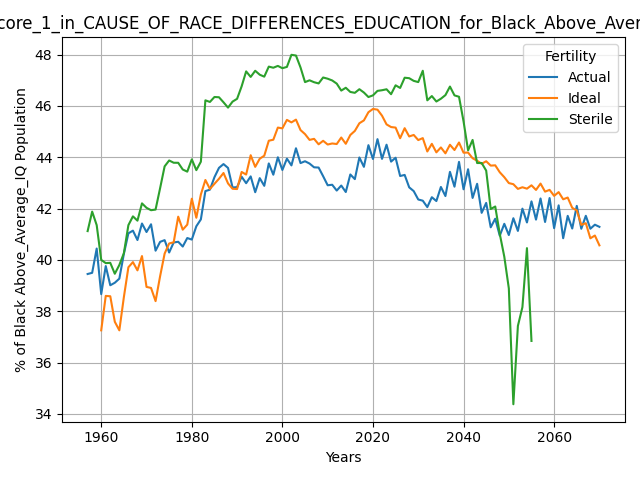 core_1_in_CAUSE_OF_RACE_DIFFERENCES_EDUCATION_for_Black_Above_Aver
48
46
44
42
40
38
36
34
% of Black Above_Average_IQ Population
Fertility
Actual
Ideal
Sterile
1960
1980
2000
2020
2040
2060
Years